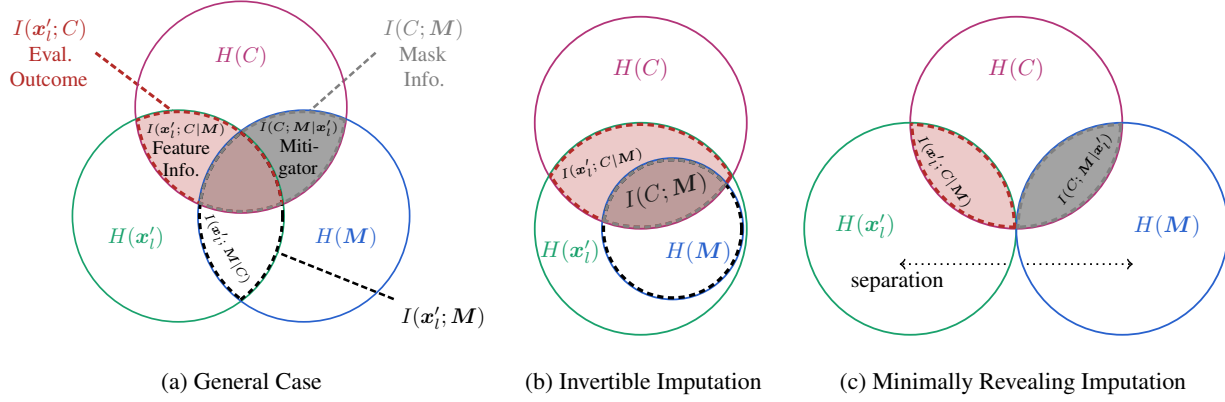 I(x′_l; C)
Eval.
Outcome
I(C; M)
Mask
Info.
H(C)
I(x′_l; C|M)
Feature
Info.
I(C; M|x′_l)
Miti-
gator
H(x′_l)
H(M)
I(x′_l; M|C)
I(x′_l; M)
(a) General Case
H(C)
I(x′_l; C|M)
I(C; M)
H(x′_l)
H(M)
(b) Invertible Imputation
H(C)
I(x′_l; C|M)
I(C; M|x′_l)
H(x′_l)
H(M)
separation
(c) Minimally Revealing Imputation